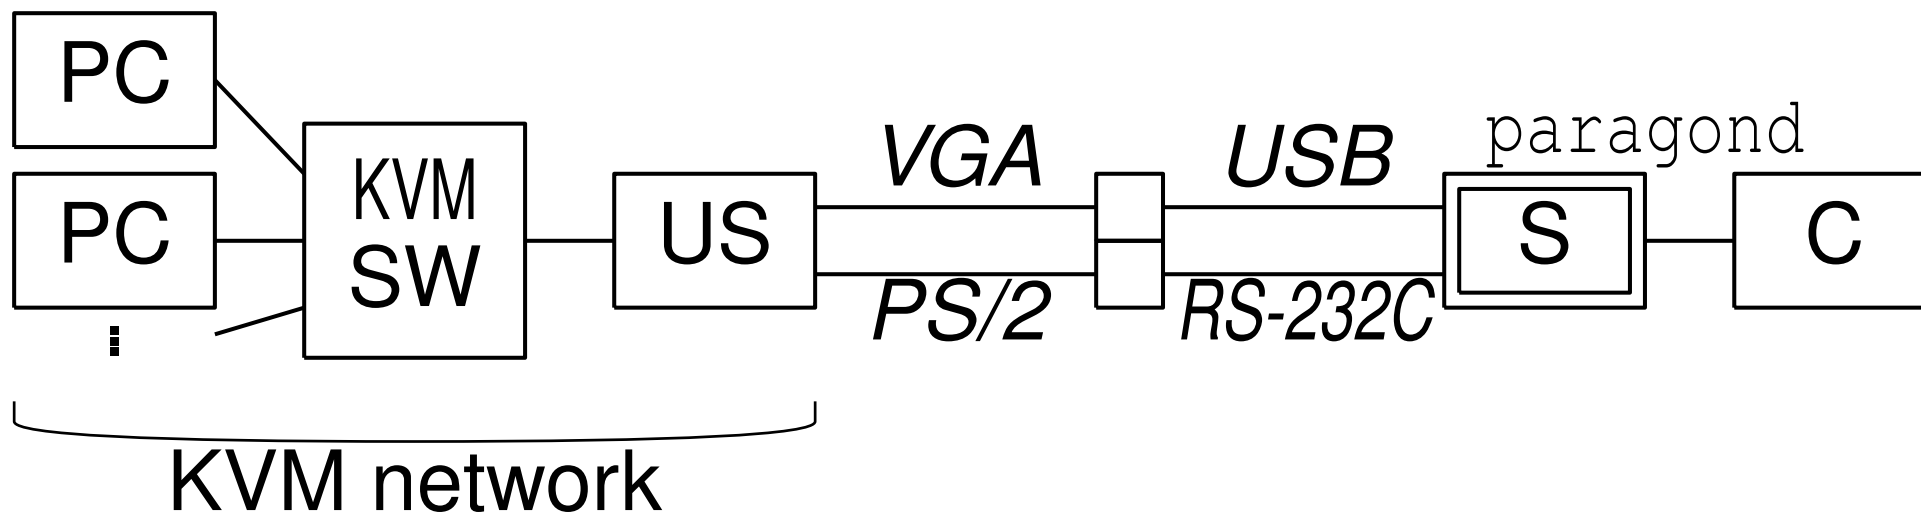 PC
PC
KVM
SW
US
VGA
PS/2
USB
RS-232C
paragond
S
C
KVM network